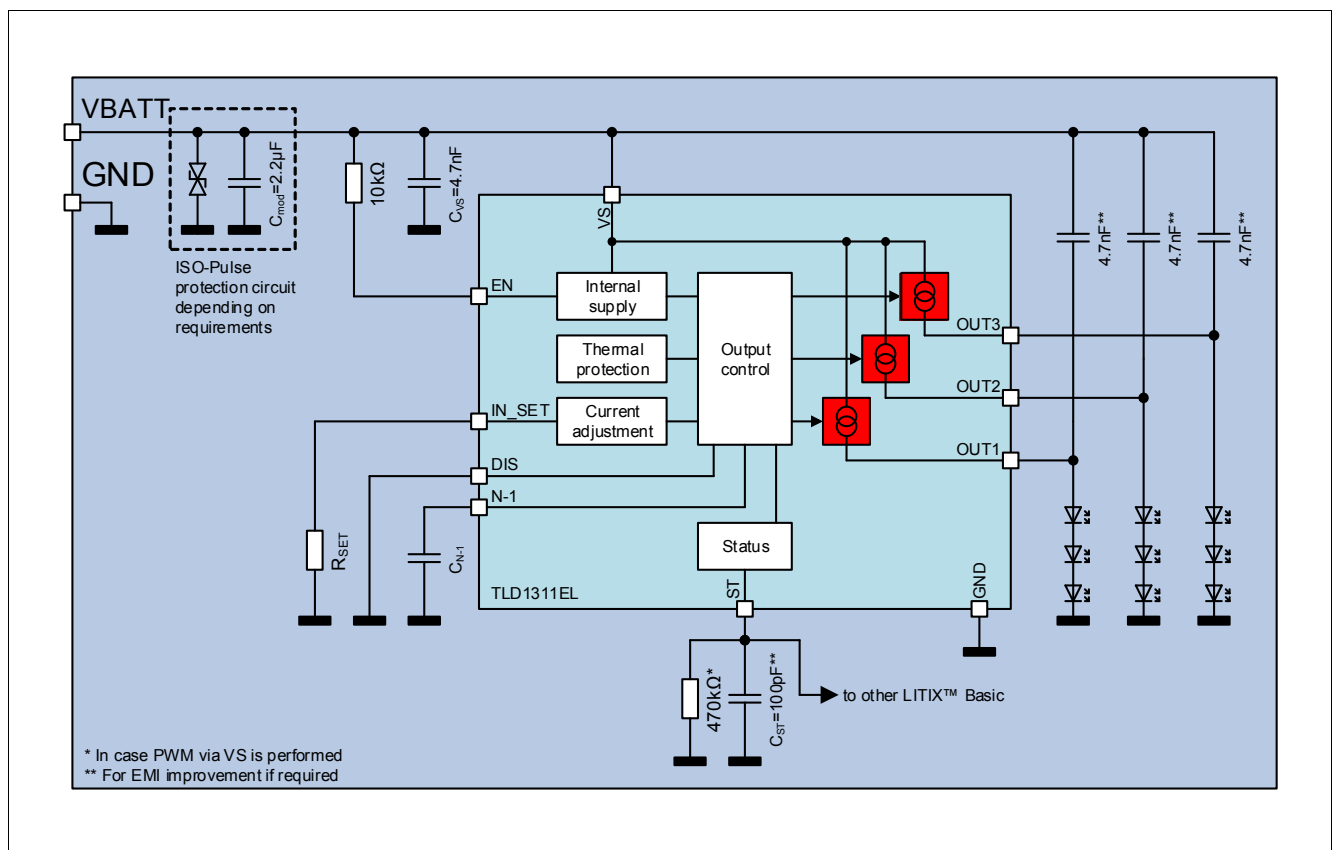 VBATT
GND
Cmod=2.2µF
ISO-Pulse
protection circuit
depending on
requirements
10kΩ
CVS=4.7nF
VS
4.7nF**
4.7nF**
4.7nF**
EN
Internal
supply
Thermal
protection
Output
control
IN_SET
Current
adjustment
DIS
N-1
OUT3
OUT2
OUT1
RSET
CN-1
Status
TLD1311EL
ST
GND
470kΩ*
CST=100pF**
to other LITIX™ Basic
* In case PWM via VS is performed
** For EMI improvement if required